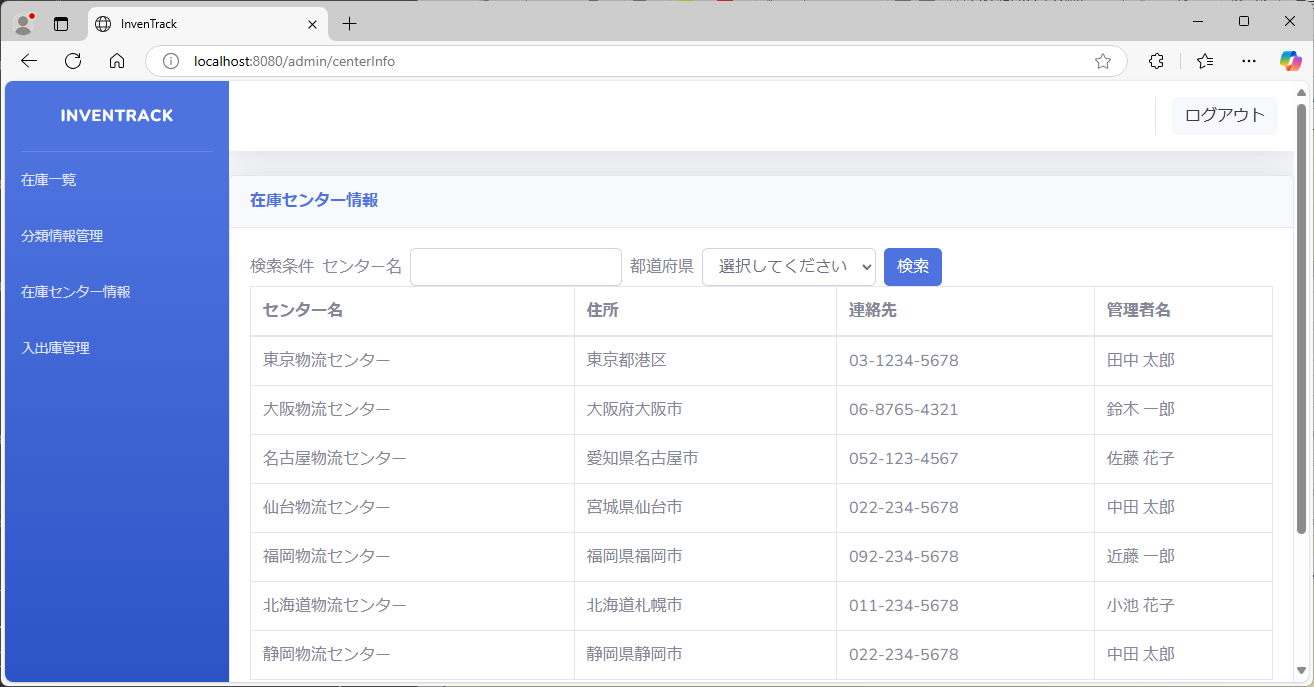 InvenTrack
localhost:8080/admin/centerInfo
INVENTRACK
ログアウト
在庫一覧
分類情報管理
在庫センター情報
入出庫管理
在庫センター情報
検索条件 センター名 都道府県 選択してください 検索
センター名 住所 連絡先 管理者名
東京物流センター 東京都港区 03-1234-5678 田中 太郎
大阪物流センター 大阪府大阪市 06-8765-4321 鈴木 一郎
名古屋物流センター 愛知県名古屋市 052-123-4567 佐藤 花子
仙台物流センター 宮城県仙台市 022-234-5678 中田 太郎
福岡物流センター 福岡県福岡市 092-234-5678 近藤 一郎
北海道物流センター 北海道札幌市 011-234-5678 小池 花子
静岡物流センター 静岡県静岡市 022-234-5678 中田 太郎